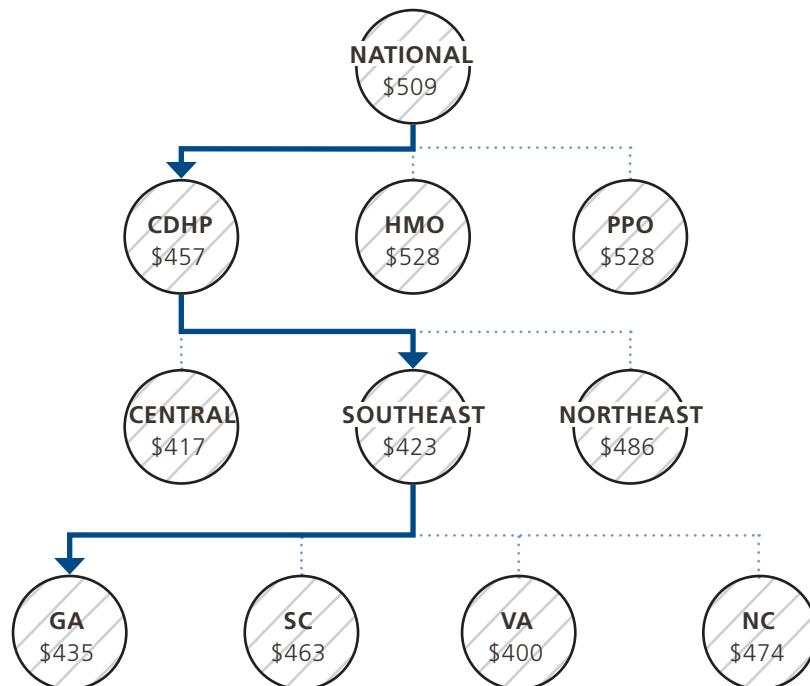 NATIONAL
$509
CDHP
$457
HMO
$528
PPO
$528
CENTRAL
$417
SOUTHEAST
$423
NORTHEAST
$486
GA
$435
SC
$463
VA
$400
NC
$474